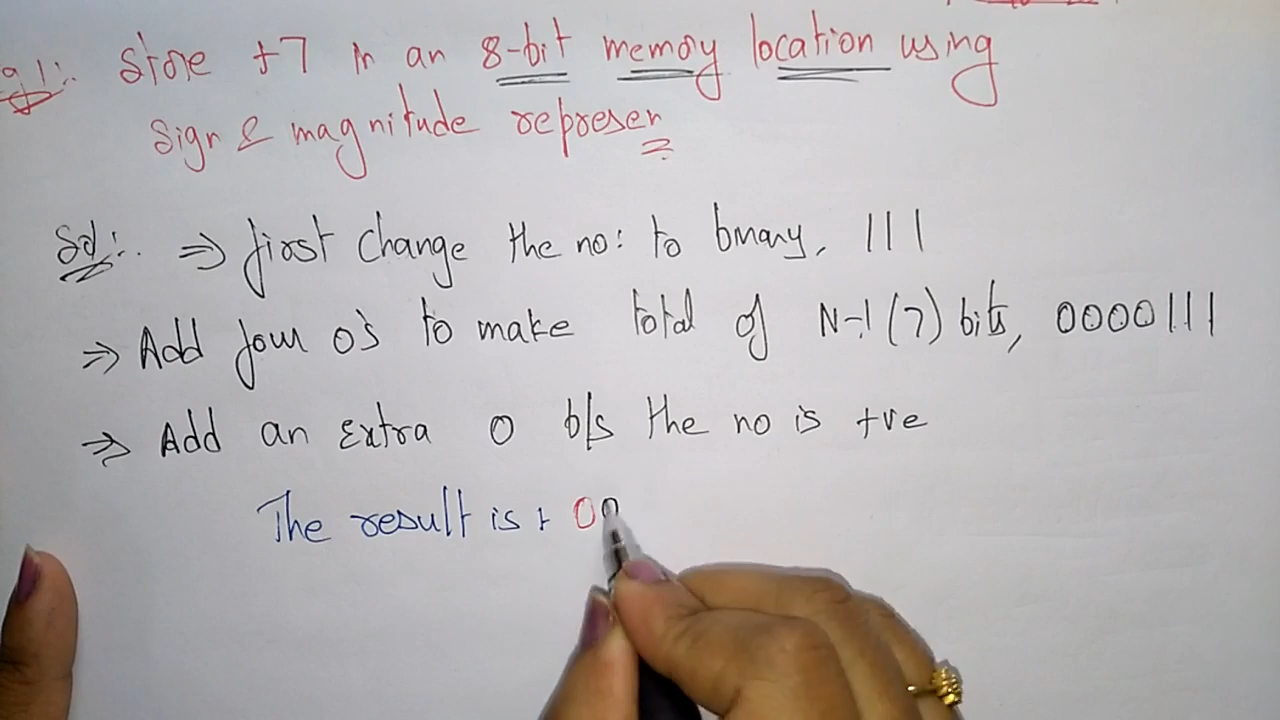 g 1:. Store +7 in an 8-bit memory location using
Sign & magnitude represen
Sol:. ⇒ first change the no: to binary, 111
⇒ Add four 0's to make total of N-1 (7) bits, 0000111
⇒ Add an Extra 0 b/s the no is +ve
The result is : 00